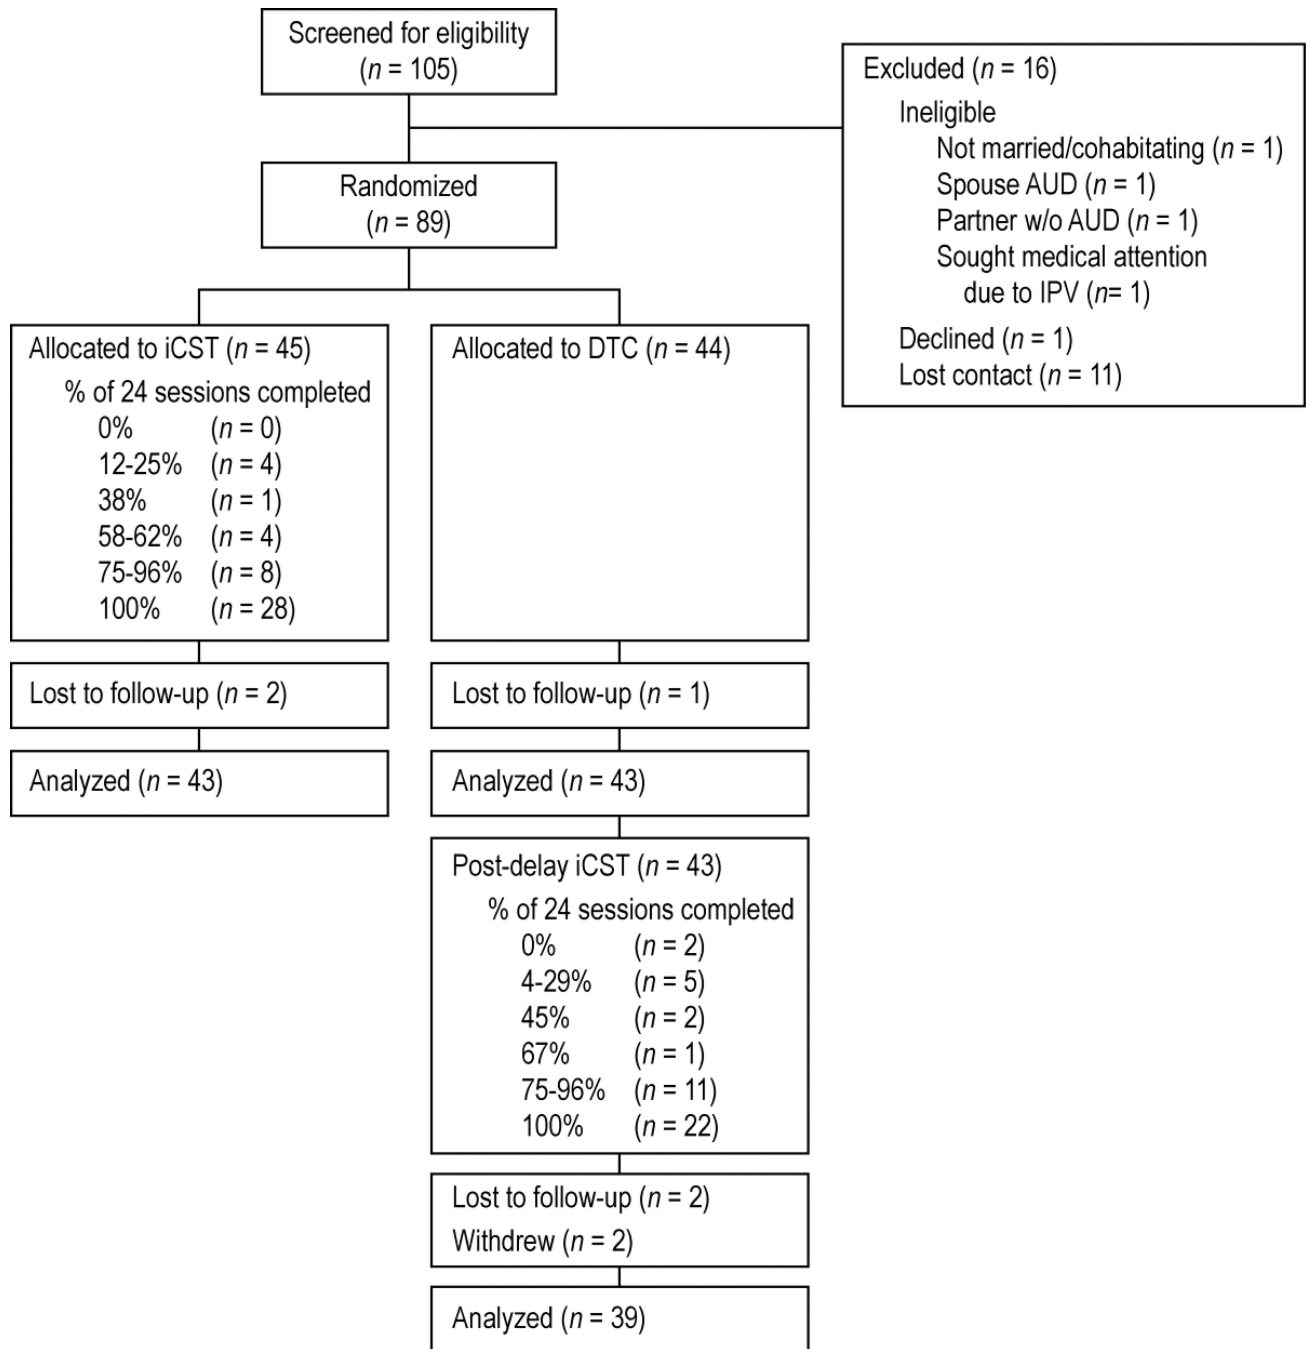 Screened for eligibility
(n = 105)
Excluded (n = 16)
Ineligible
Not married/cohabitating (n = 1)
Spouse AUD (n = 1)
Partner w/o AUD (n = 1)
Sought medical attention
due to IPV (n= 1)
Declined (n = 1)
Lost contact (n = 11)
Randomized
(n = 89)
Allocated to iCST (n = 45)
% of 24 sessions completed
0% (n = 0)
12-25% (n = 4)
38% (n = 1)
58-62% (n = 4)
75-96% (n = 8)
100% (n = 28)
Lost to follow-up (n = 2)
Analyzed (n = 43)
Allocated to DTC (n = 44)
Lost to follow-up (n = 1)
Analyzed (n = 43)
Post-delay iCST (n = 43)
% of 24 sessions completed
0% (n = 2)
4-29% (n = 5)
45% (n = 2)
67% (n = 1)
75-96% (n = 11)
100% (n = 22)
Lost to follow-up (n = 2)
Withdrew (n = 2)
Analyzed (n = 39)